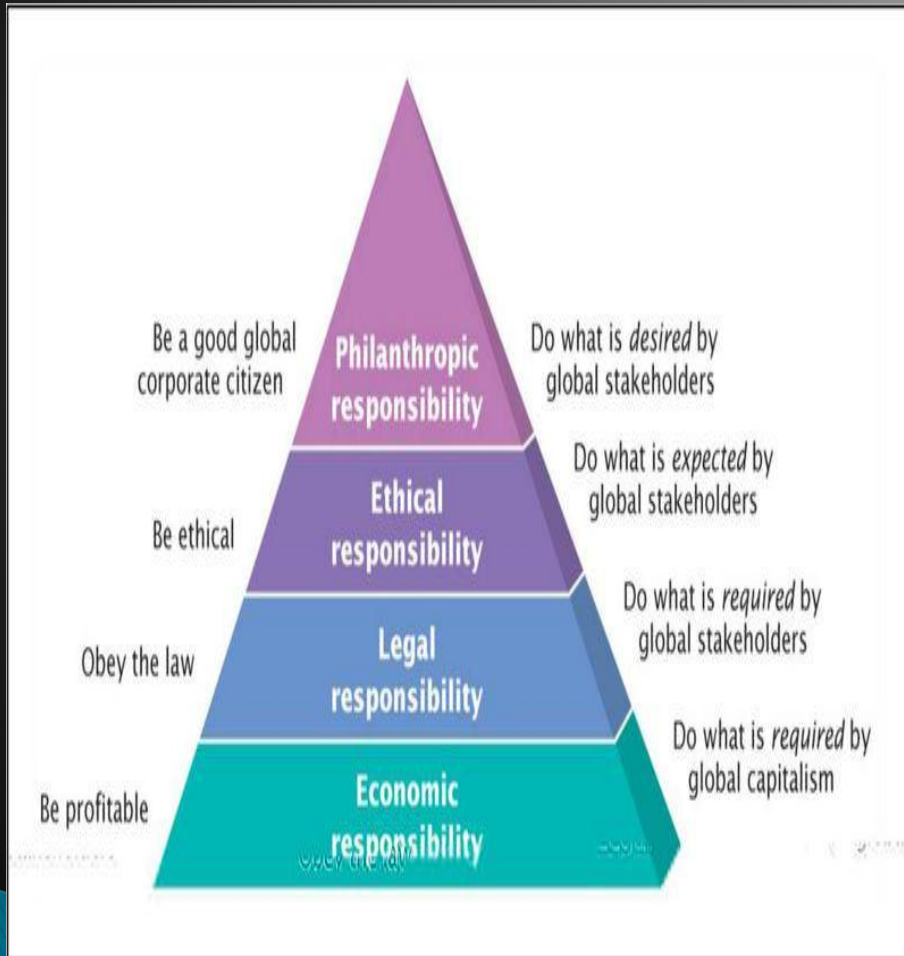 Be a good global
corporate citizen
Philanthropic
responsibility
Do what is desired by
global stakeholders
Be ethical
Ethical
responsibility
Do what is expected by
global stakeholders
Obey the law
Legal
responsibility
Do what is required by
global stakeholders
Be profitable
Economic
responsibility
Do what is required by
global capitalism